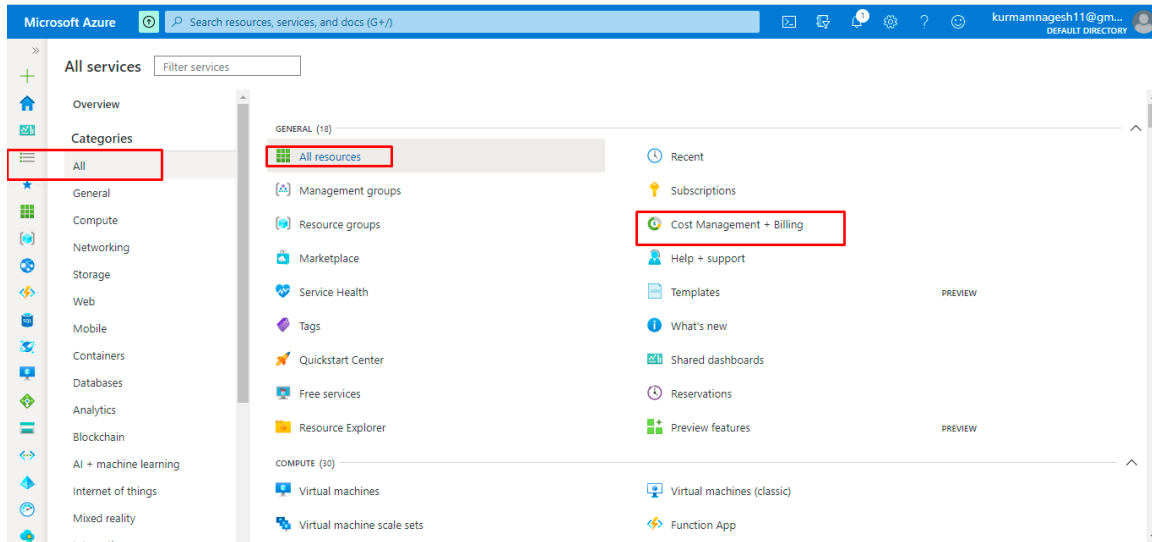 Microsoft Azure
Search resources, services, and docs (G+/)
1
kurmamnagesh11@gm...
DEFAULT DIRECTORY
All services
Filter services
Overview
Categories
All
General
Compute
Networking
Storage
Web
Mobile
Containers
Databases
Analytics
Blockchain
AI + machine learning
Internet of things
Mixed reality
GENERAL (18)
All resources
Recent
Management groups
Subscriptions
Resource groups
Cost Management + Billing
Marketplace
Help + support
Service Health
Templates PREVIEW
Tags
What's new
Quickstart Center
Shared dashboards
Free services
Reservations
Resource Explorer
Preview features PREVIEW
COMPUTE (30)
Virtual machines
Virtual machines (classic)
Virtual machine scale sets
Function App